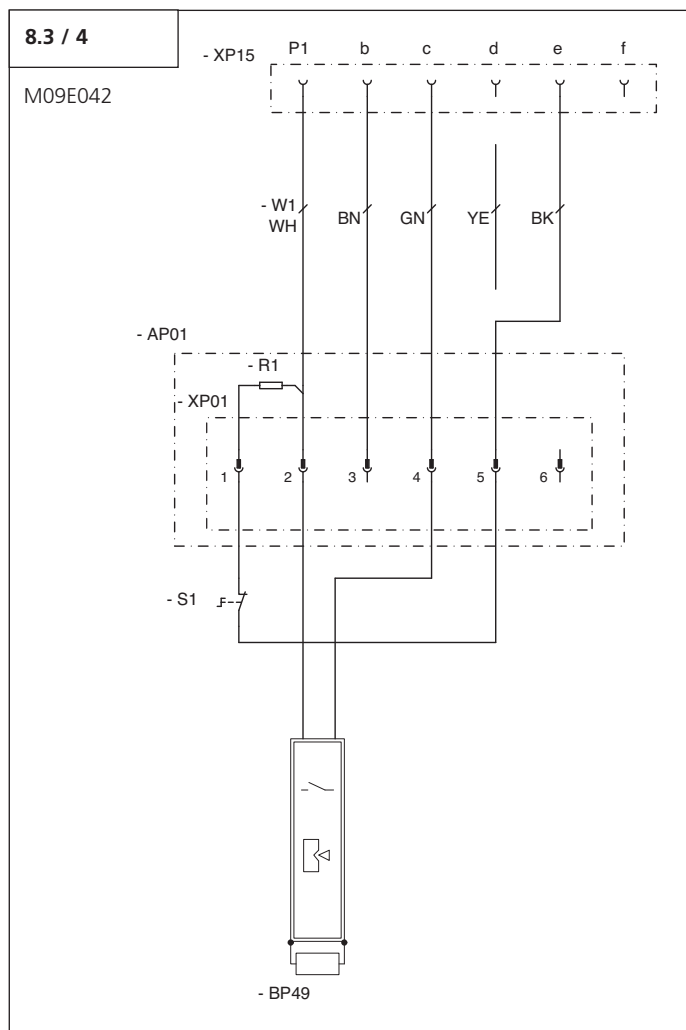 8.3 / 4
M09E042
- XP15 P1 b c d e f
- W1
WH BN GN YE BK
- AP01
- R1
- XP01
1 2 3 4 5 6
- S1
- BP49